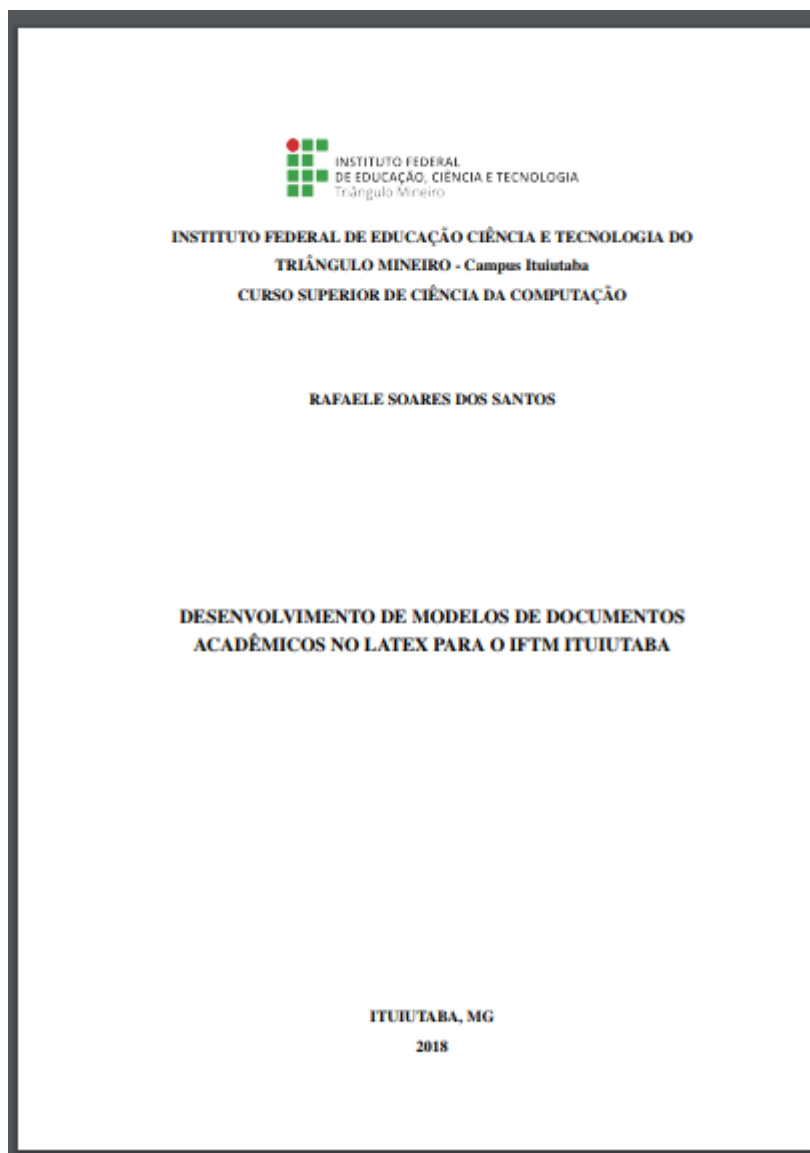 INSTITUTO FEDERAL
DE EDUCAÇÃO, CIÊNCIA E TECNOLOGIA
Triângulo Mineiro
INSTITUTO FEDERAL DE EDUCAÇÃO CIÊNCIA E TECNOLOGIA DO
TRIÂNGULO MINEIRO - Campus Ituiutaba
CURSO SUPERIOR DE CIÊNCIA DA COMPUTAÇÃO
RAFAELE SOARES DOS SANTOS
DESENVOLVIMENTO DE MODELOS DE DOCUMENTOS
ACADÊMICOS NO LATEX PARA O IFTM ITUIUTABA
ITUIUTABA, MG
2018